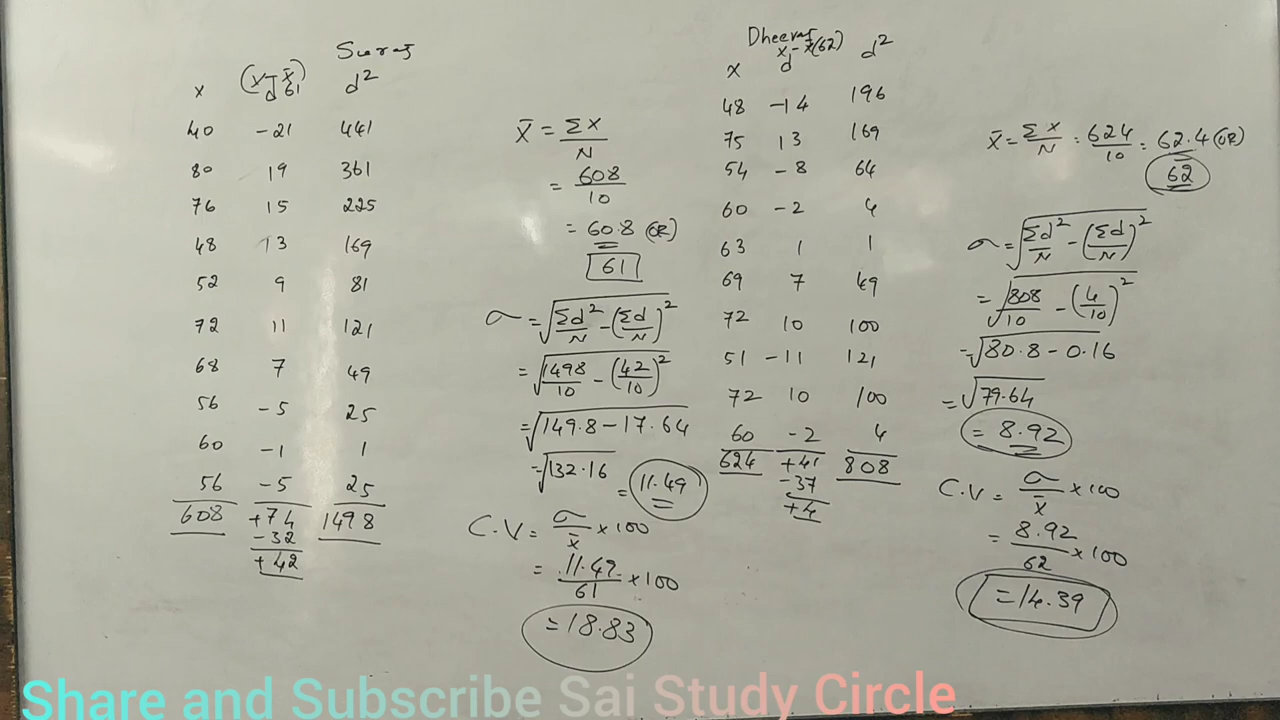 Suraj
x (x-x̄) d 61 d²
40 -21 441
80 19 361
76 15 225
48 13 169
52 9 81
72 11 121
68 7 49
56 -5 25
60 -1 1
56 -5 25
608 +74 1498
-32
+42
X̄ = ΣX/N
= 608/10
= 60.8 (OR)
61
σ = √(Σd²/N - (Σd/N)²)
= √(1498/10 - (42/10)²)
= √(149.8 - 17.64)
= √132.16 = 11.49
C.V = σ/x̄ × 100
= 11.49/61 × 100
= 18.83
Dheeraj
x x-x̄(62) d d²
48 -14 196
75 13 169
54 -8 64
60 -2 4
63 1 1
69 7 49
72 10 100
51 -11 121
72 10 100
60 -2 4
624 +41 808
-37
+4
X̄ = ΣX/N = 624/10 = 62.4 (OR)
62
σ = √(Σd²/N - (Σd/N)²)
= √(808/10 - (4/10)²)
= √(80.8 - 0.16)
= √79.64
= 8.92
C.V = σ/x̄ × 100
= 8.92/62 × 100
= 14.39
Share and Subscribe Sai Study Circle